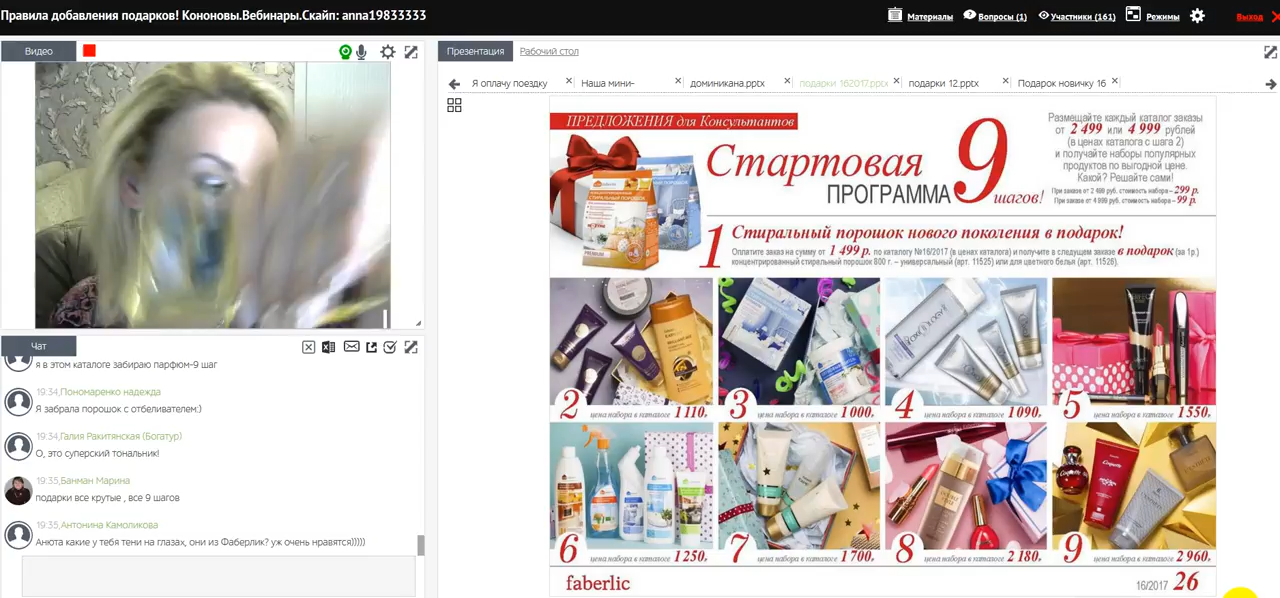 Правила добавления подарков! Кононовы.Вебинары.Скайп: anna19833333
Материалы Вопросы (1) Участники (161) Режимы Выход
Видео
Презентация Рабочий стол
Я оплачу поездку Наша мини- доминикана.pptx подарки 162017.pptx подарки 12.pptx Подарок новичку 16
ПРЕДЛОЖЕНИЯ для Консультантов
Стартовая
ПРОГРАММА 9 шагов!
Размещайте каждый каталог заказы
от 2 499 или 4 999 рублей
(в ценах каталога с шага 2)
и получайте наборы популярных
продуктов по выгодной цене.
Какой? Решайте сами!
При заказе от 2 499 руб. стоимость набора – 299 р.
При заказе от 4 999 руб. стоимость набора – 99 р.
1 Стиральный порошок нового поколения в подарок!
Оплатите заказ на сумму от 1 499 р. по каталогу №16/2017 (в ценах каталога) и получите в следущем заказе в подарок (за 1р.)
концентрированный стиральный порошок 800 г. – универсальный (арт. 11525) или для цветного белья (арт. 11526).
2 цена набора в каталоге 1 110р
3 цена набора в каталоге 1 000р
4 цена набора в каталоге 1 090р
5 цена набора в каталоге 1 550р
6 цена набора в каталоге 1 250р
7 цена набора в каталоге 1 700р
8 цена набора в каталоге 2 180р
9 цена набора в каталоге 2 960р
faberlic
16/2017 26
Чат
я в этом каталоге забираю парфюм-9 шаг
19:34,Пономаренко надежда
Я забрала порошок с отбеливателем:)
19:34,Галия Ракитянская (Богатур)
О, это суперский тональник!
19:35,Банман Марина
подарки все крутые , все 9 шагов
19:35,Антонина Камоликова
Анюта какие у тебя тени на глазах, они из Фаберлик? уж очень нравятся)))))